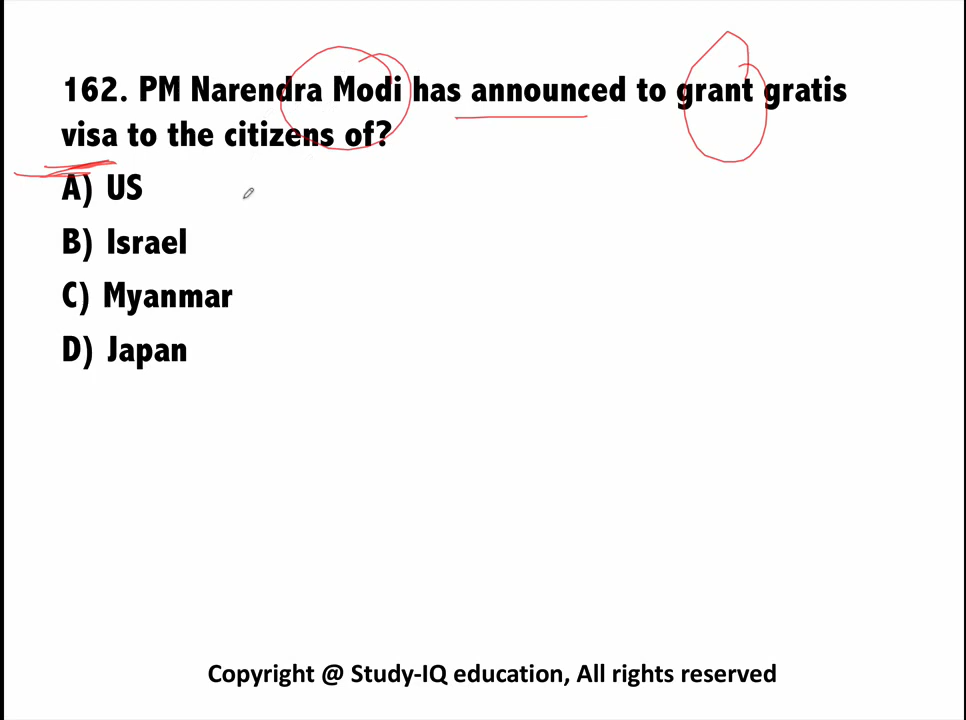 162. PM Narendra Modi has announced to grant gratis
visa to the citizens of?
A) US
B) Israel
C) Myanmar
D) Japan
Copyright @ Study-IQ education, All rights reserved